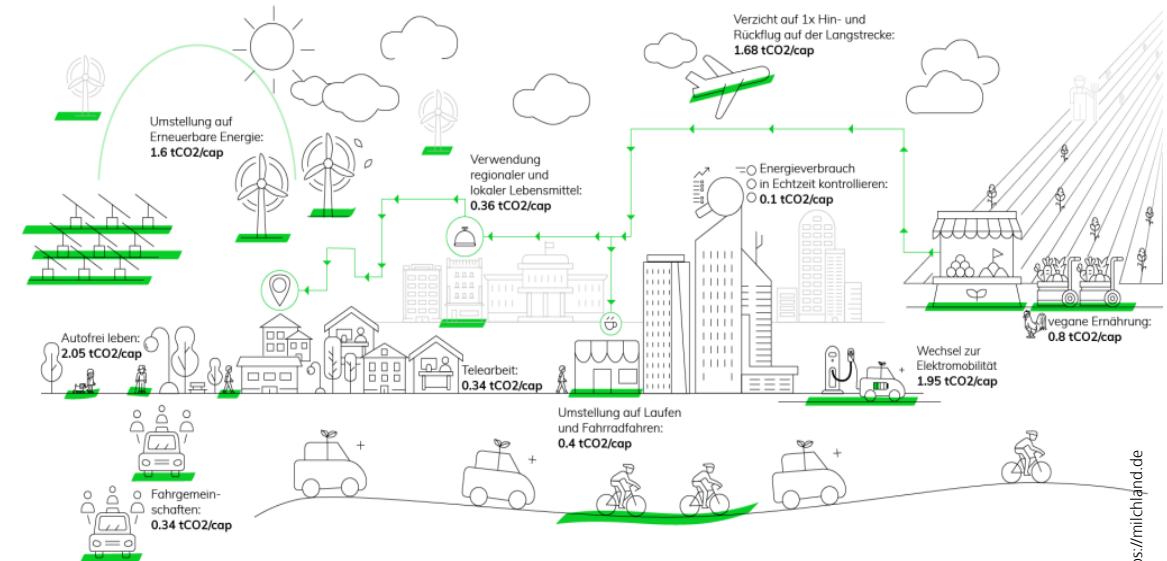 Verzicht auf 1x Hin- und
Rückflug auf der Langstrecke:
1.68 tCO2/cap
Umstellung auf
Erneuerbare Energie:
1.6 tCO2/cap
Verwendung
regionaler und
lokaler Lebensmittel:
0.36 tCO2/cap
Energieverbrauch
in Echtzeit kontrollieren:
0.1 tCO2/cap
vegane Ernährung:
0.8 tCO2/cap
Autofrei leben:
2.05 tCO2/cap
Telearbeit:
0.34 tCO2/cap
Wechsel zur
Elektromobilität
1.95 tCO2/cap
Umstellung auf Laufen
und Fahrradfahren:
0.4 tCO2/cap
Fahrgemein-
schaften:
0.34 tCO2/cap
ps://milchland.de